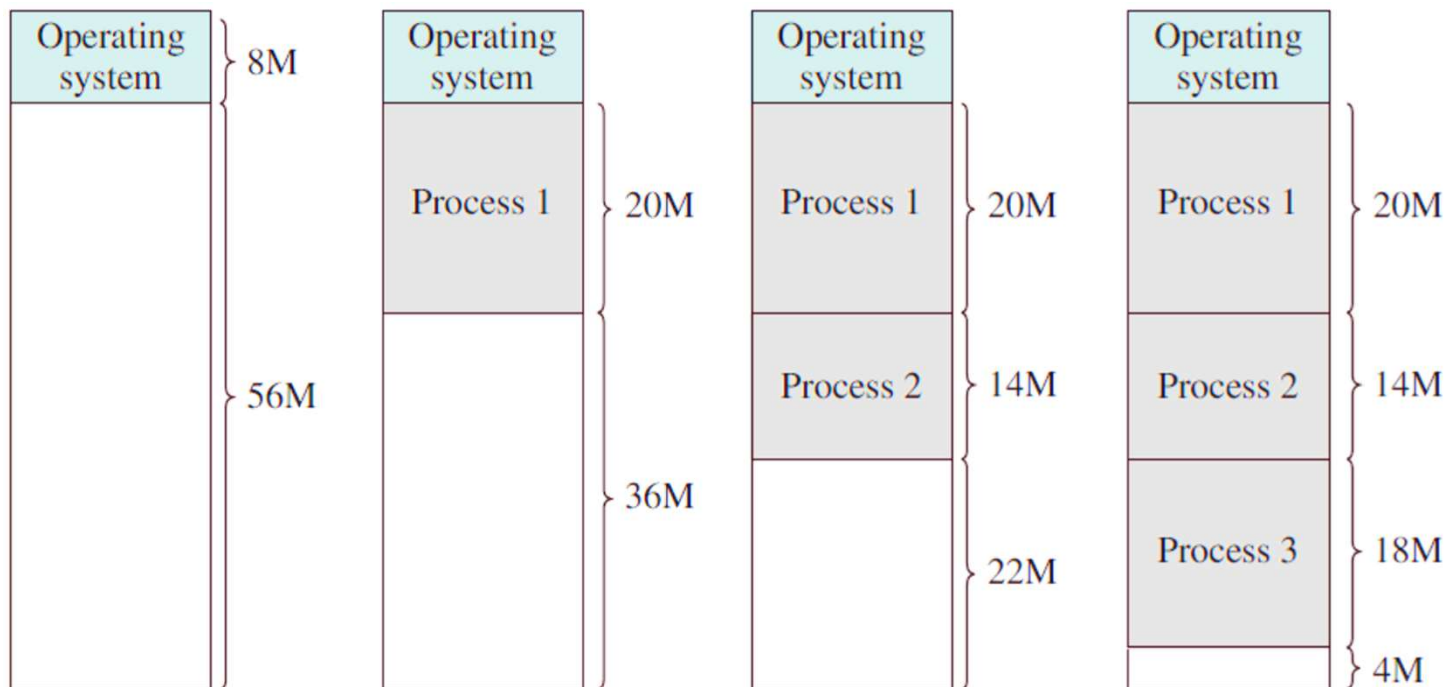 Operating
system
8M
56M
Operating
system
Process 1
20M
36M
Operating
system
Process 1
20M
Process 2
14M
22M
Operating
system
Process 1
20M
Process 2
14M
Process 3
18M
4M